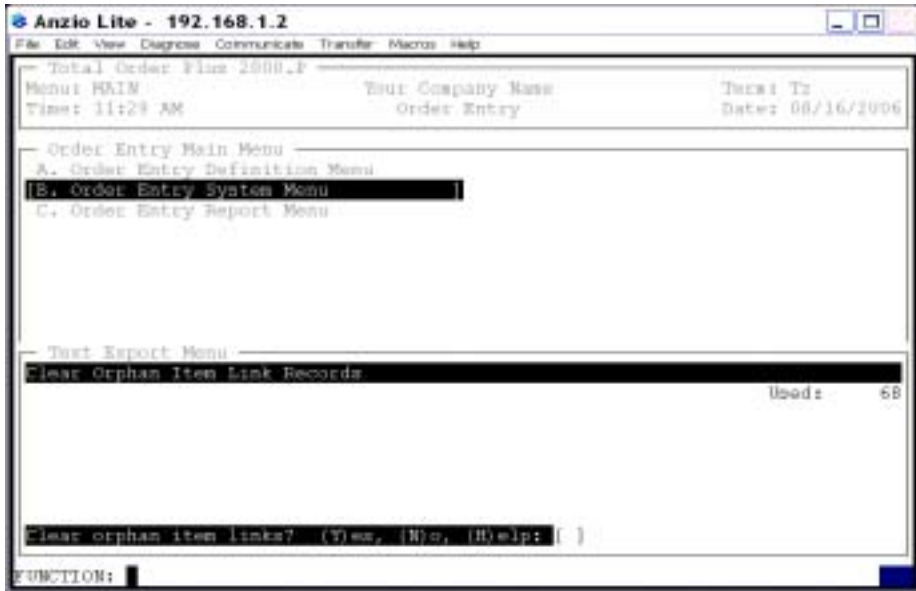 Anzio Lite - 192.168.1.2
File Edit View Diagnose Communicate Transfer Macros Help
Total Order Plus 2000.P
Menu: MAIN Your Company Name Term: Tz
Time: 11:29 AM Order Entry Date: 08/16/2006
Order Entry Main Menu
A. Order Entry Definition Menu
[B. Order Entry System Menu ]
C. Order Entry Report Menu
Text Export Menu
Clear Orphan Item Link Records
Used: 68
Clear orphan item links? (Y)es, (N)o, (H)elp: [ ]
FUNCTION: